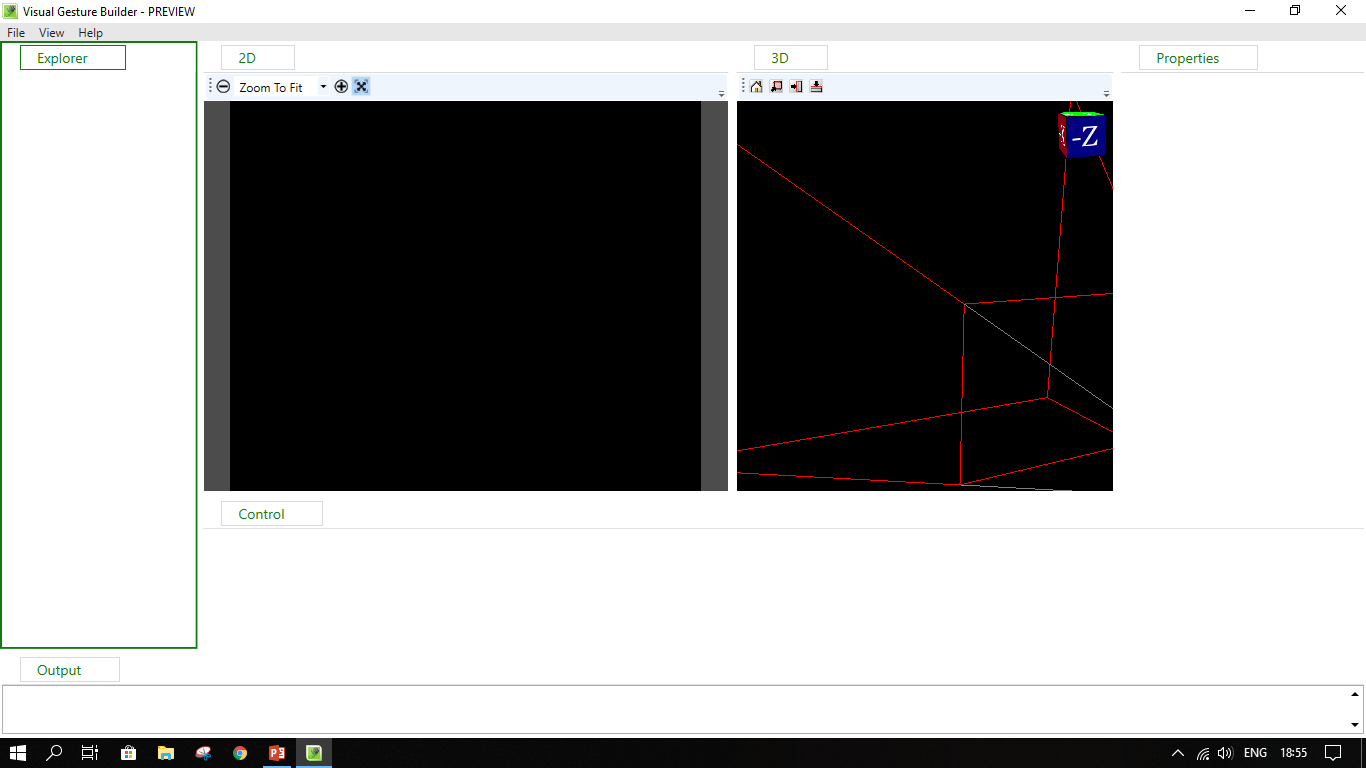 Visual Gesture Builder - PREVIEW
File View Help
Explorer
2D
3D
Properties
Zoom To Fit
-Z
Control
Output
ENG 18:55